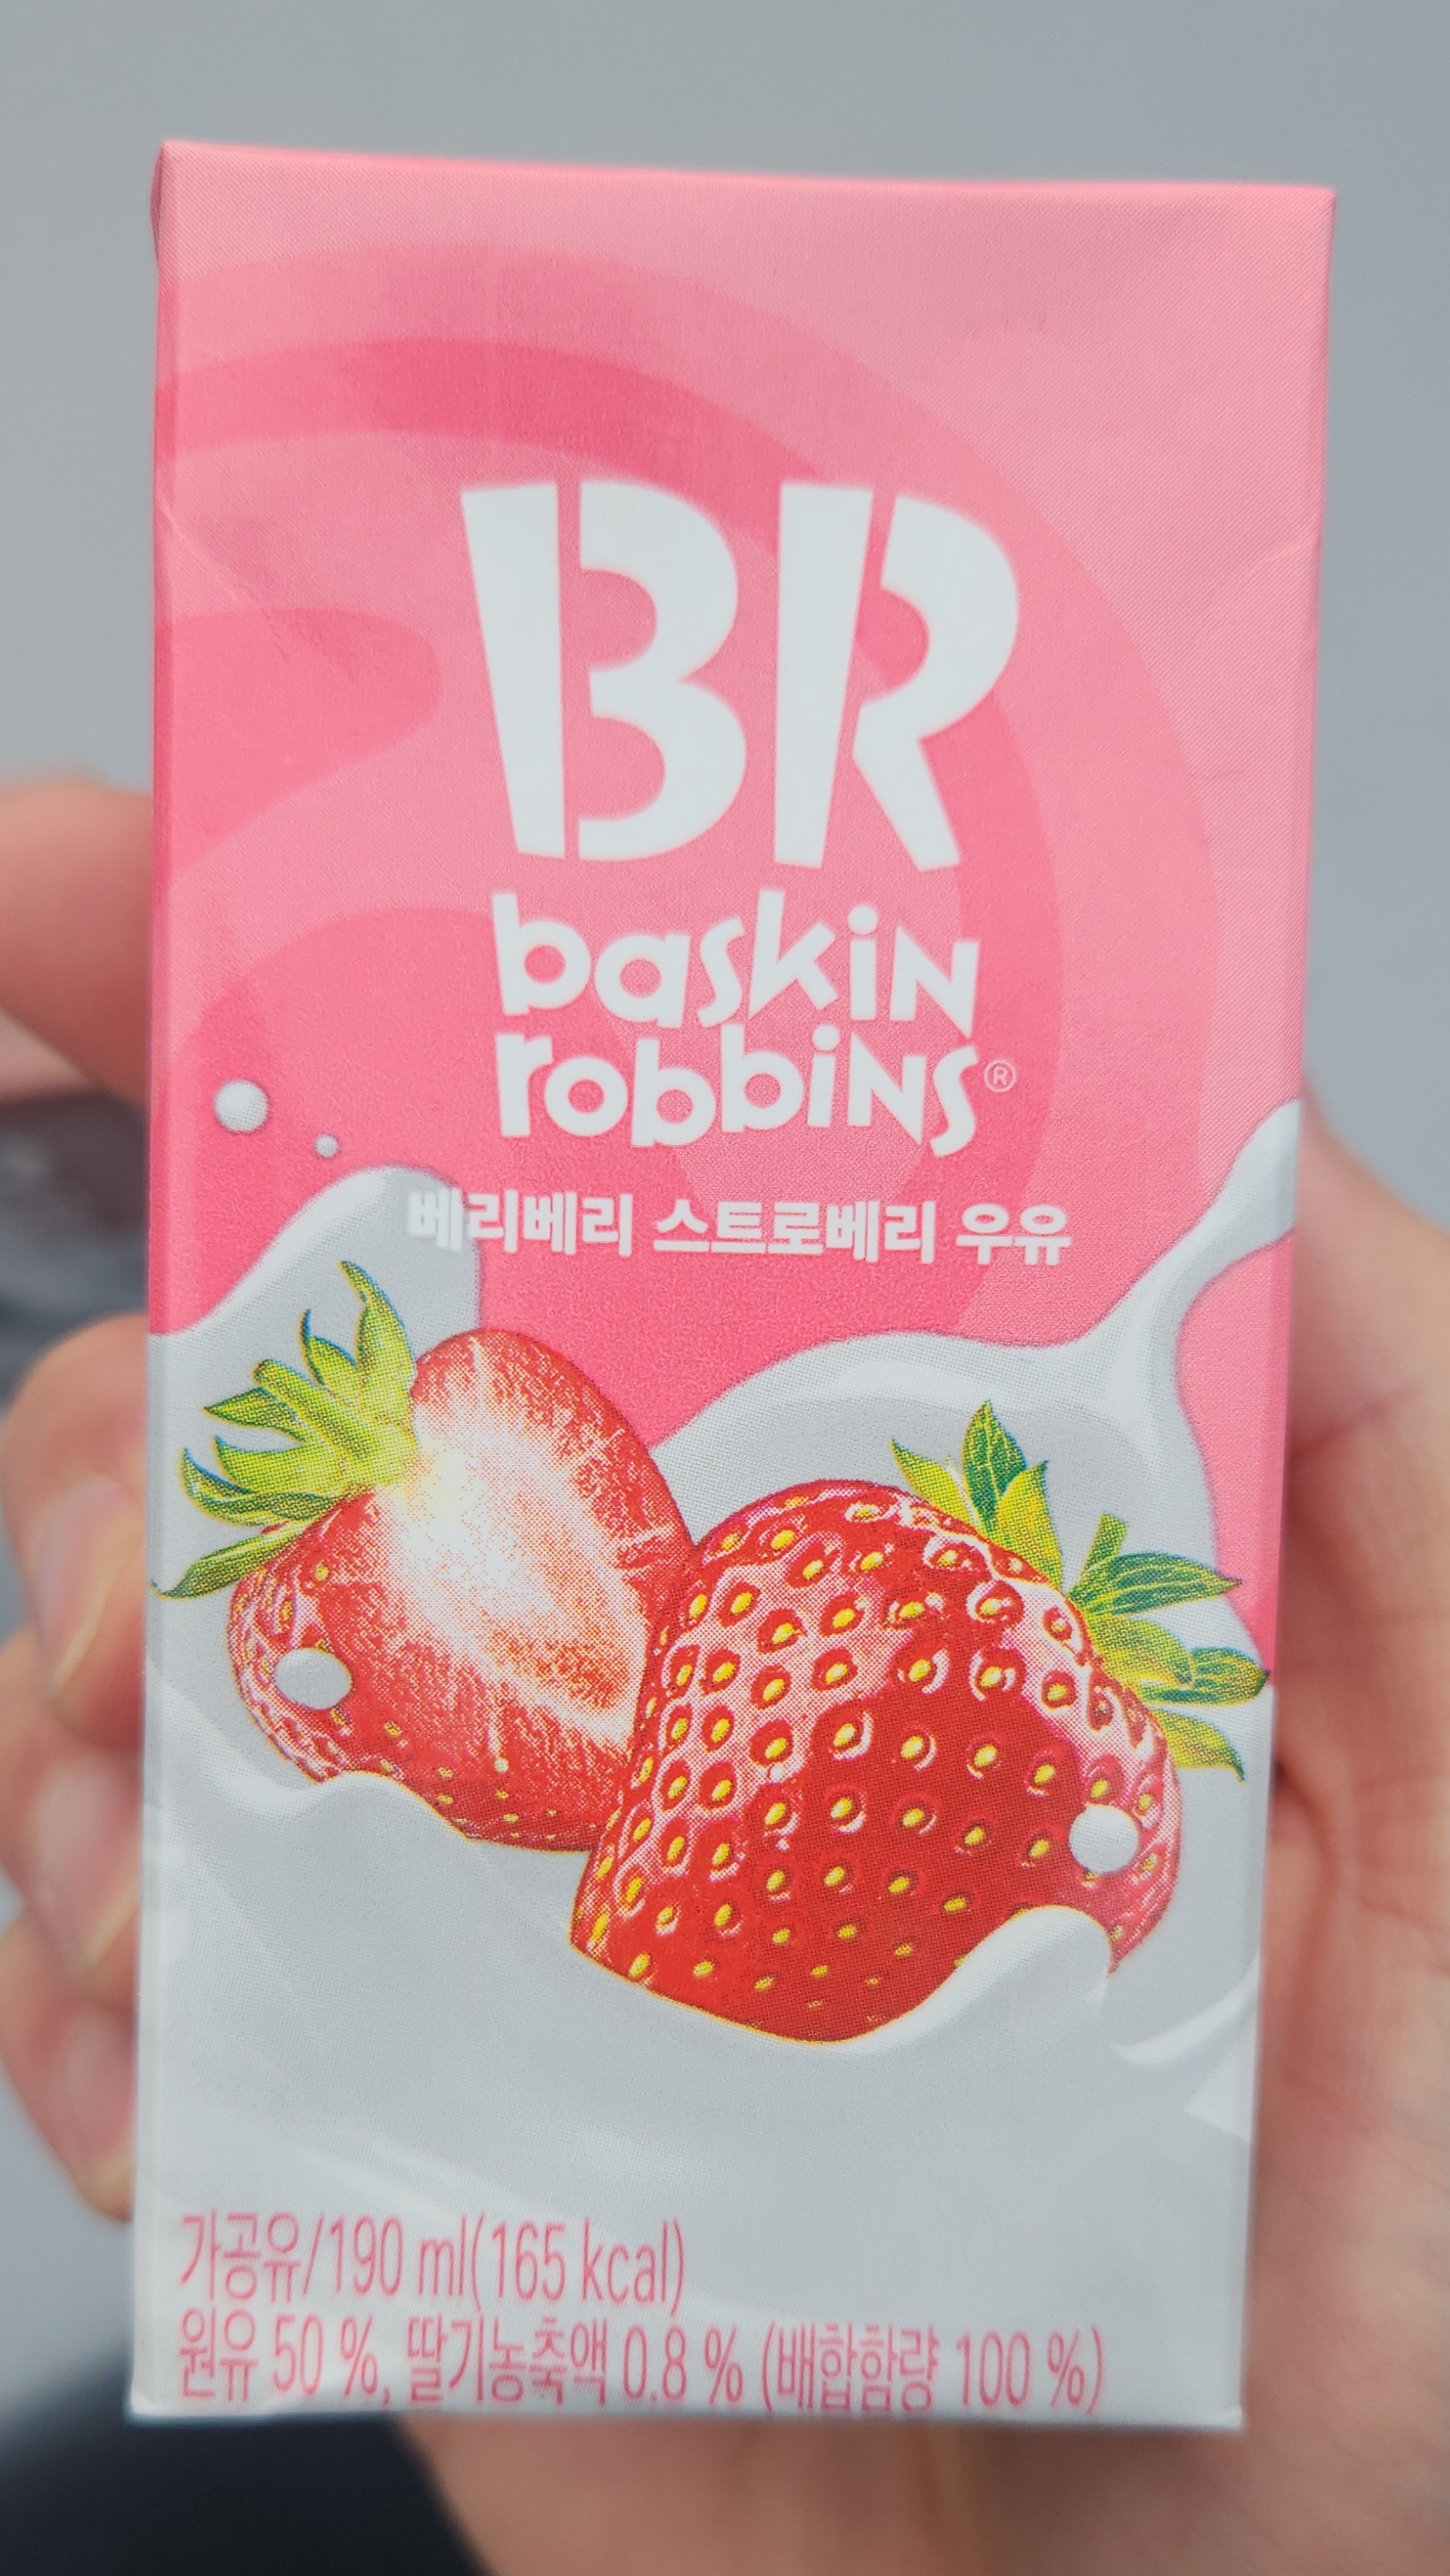 BR
baskin
robbins®
베리베리 스트로베리 우유
가공유/190 ml(165 kcal)
원유 50 %, 딸기농축액 0.8 % (배합함량 100 %)